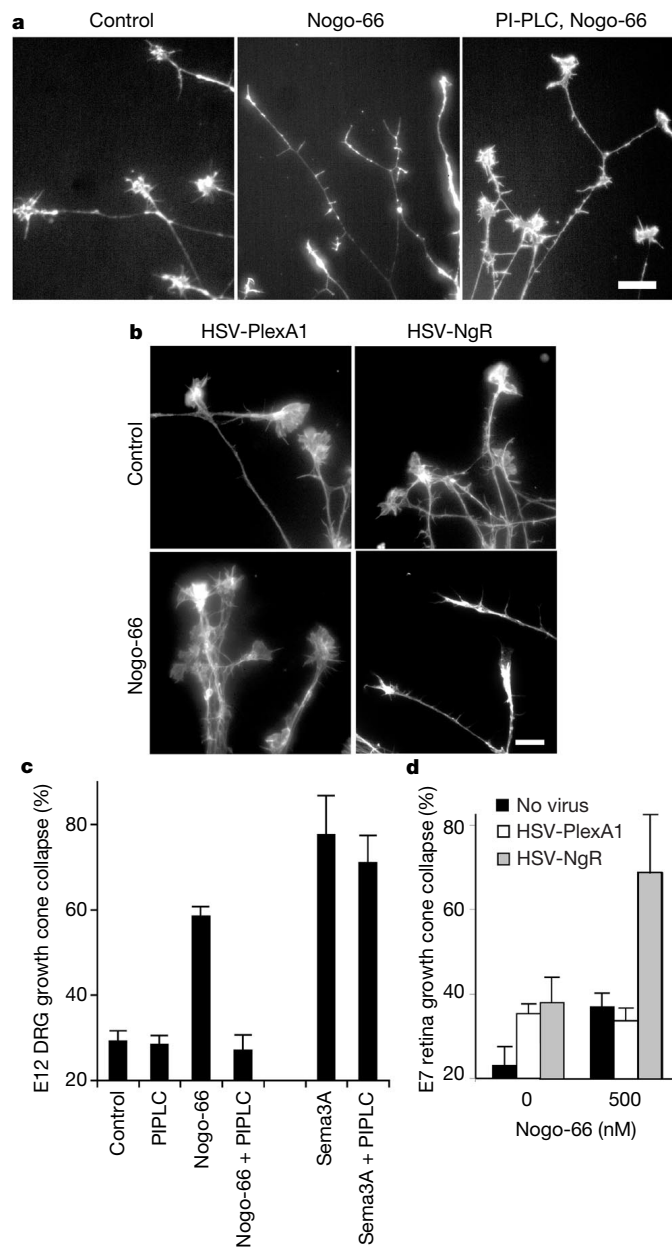 a
Control
Nogo-66
PI-PLC, Nogo-66
b
HSV-PlexA1
HSV-NgR
Control
Nogo-66
c
E12 DRG growth cone collapse (%)
80
60
40
20
Control
PIPLC
Nogo-66
Nogo-66 + PIPLC
Sema3A
Sema3A + PIPLC
d
E7 retina growth cone collapse (%)
80
60
40
20
No virus
HSV-PlexA1
HSV-NgR
0
500
Nogo-66 (nM)